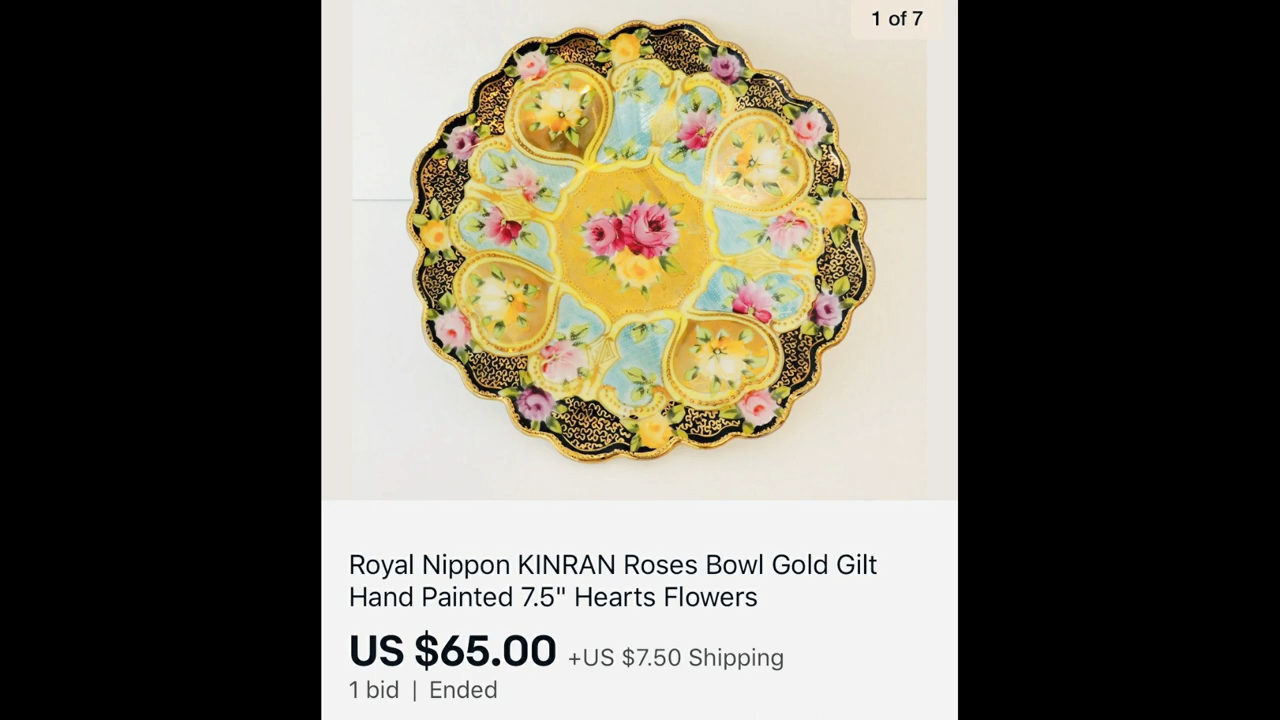 1 of 7
Royal Nippon KINRAN Roses Bowl Gold Gilt
Hand Painted 7.5" Hearts Flowers
US $65.00 +US $7.50 Shipping
1 bid | Ended